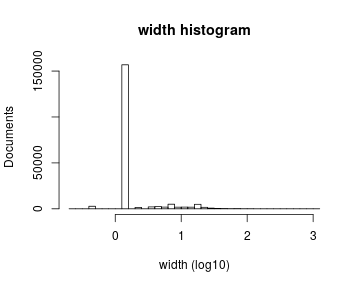 width histogram
Documents
150000
50000
0
0 1 2 3
width (log10)